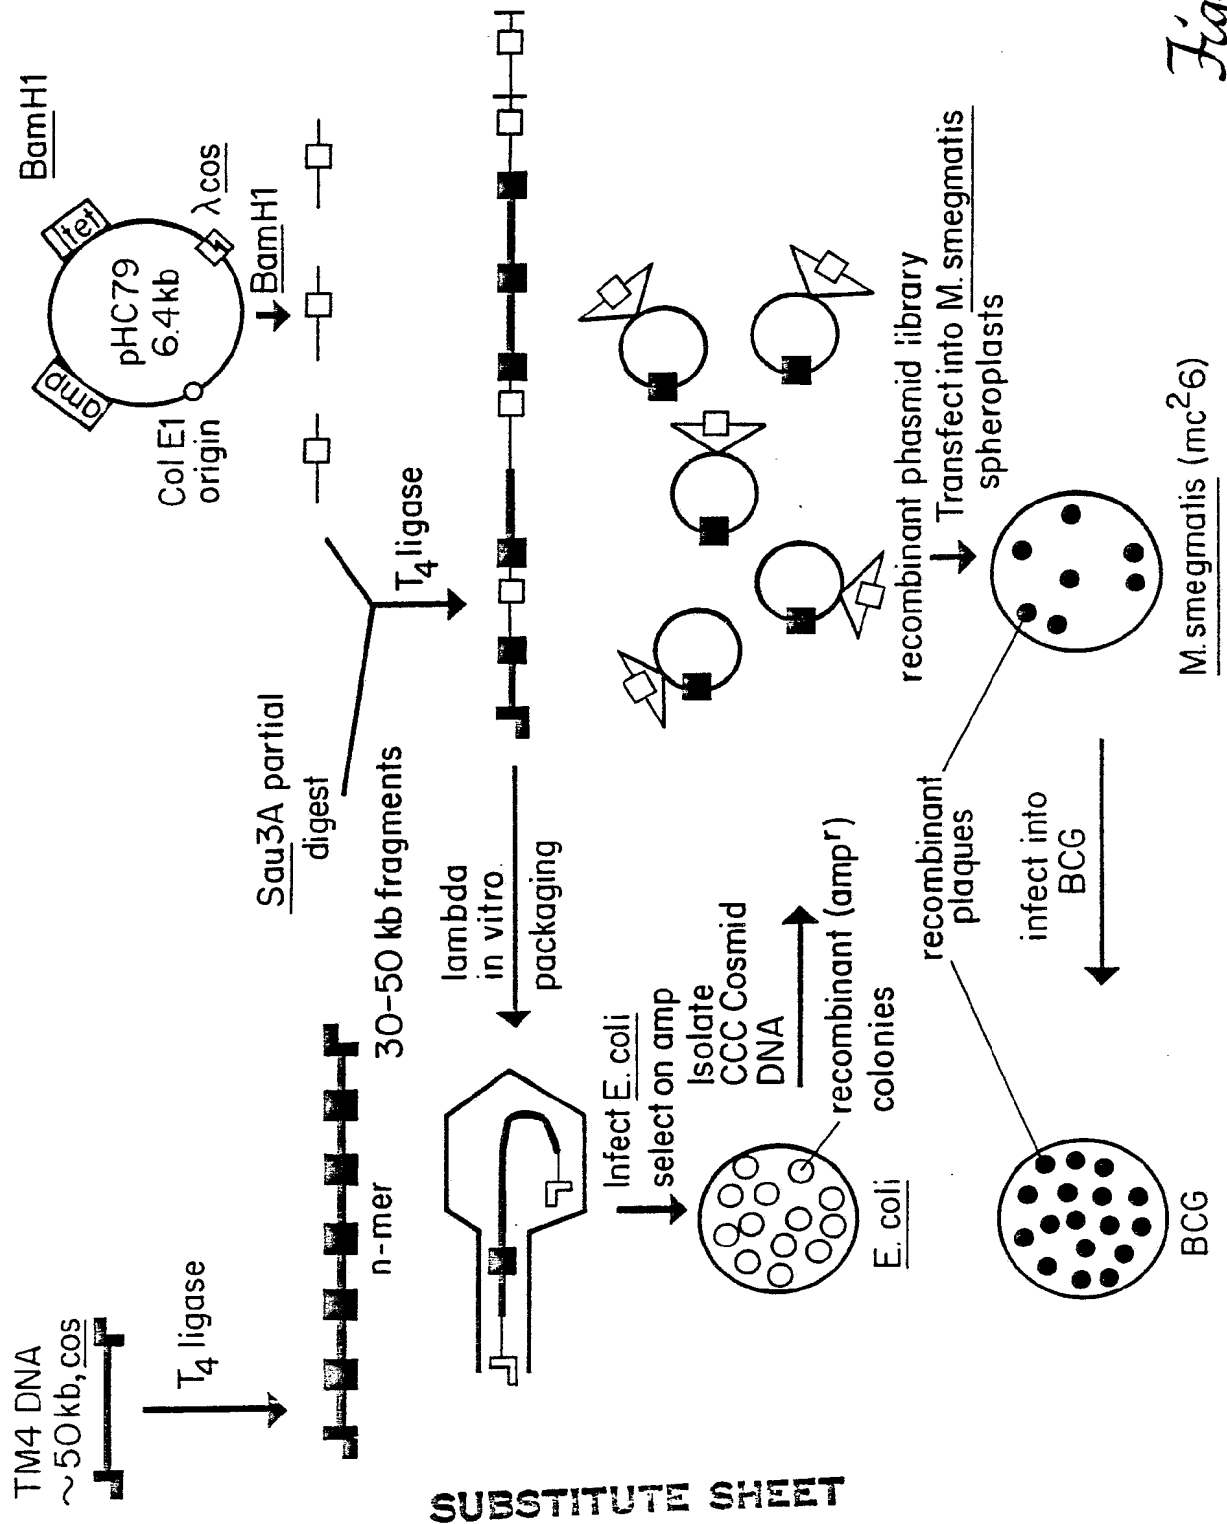 TM4 DNA
~50kb, cos
T4 ligase
n-mer
30-50 kb fragments
Sau3A partial
digest
BamH1
amp
tet
pHC79
6.4kb
Col E1
origin
λ cos
BamH1
T4 ligase
lambda
in vitro
packaging
Infect E. coli
select on amp
Isolate
CCC Cosmid
DNA
recombinant (ampʳ)
colonies
E. coli
recombinant phasmid library
Transfect into M. smegmatis
spheroplasts
recombinant
plaques
infect into
BCG
M. smegmatis (mc²6)
BCG
SUBSTITUTE SHEET